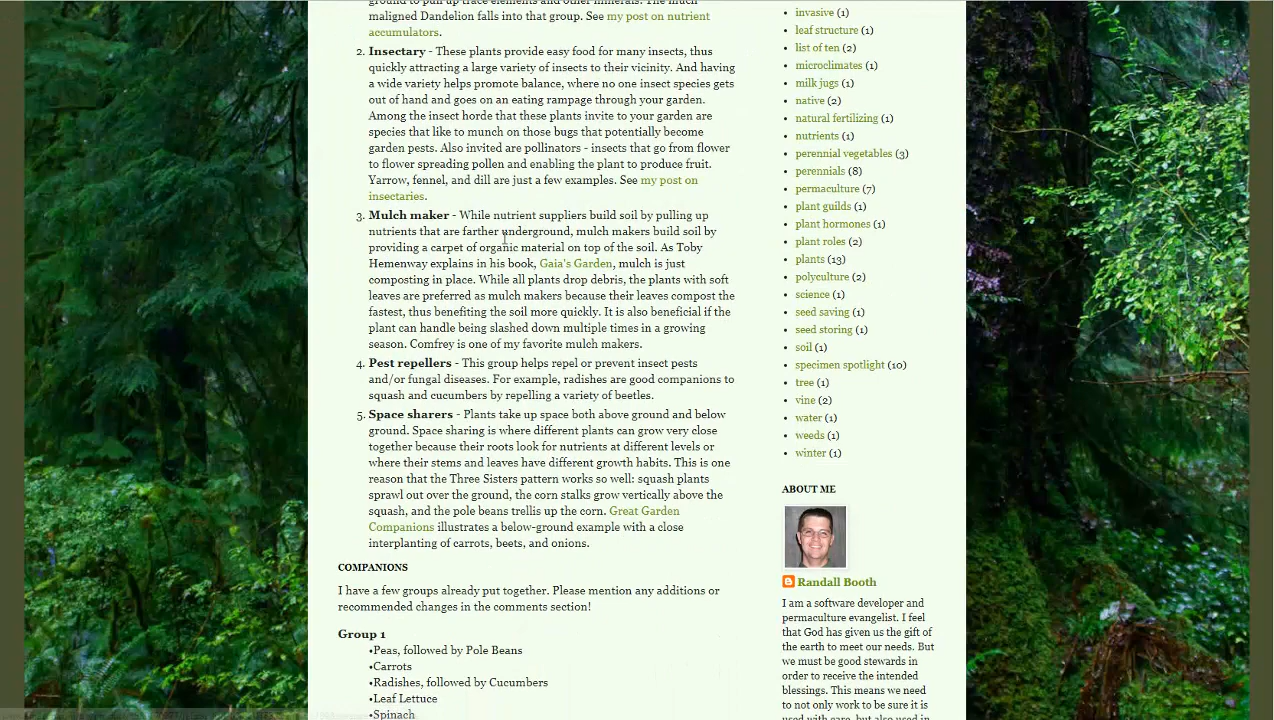 ground to pull up trace elements and other minerals. The much
maligned Dandelion falls into that group. See my post on nutrient
accumulators.
2. Insectary - These plants provide easy food for many insects, thus
quickly attracting a large variety of insects to their vicinity. And having
a wide variety helps promote balance, where no one insect species gets
out of hand and goes on an eating rampage through your garden.
Among the insect horde that these plants invite to your garden are
species that like to munch on those bugs that potentially become
garden pests. Also invited are pollinators - insects that go from flower
to flower spreading pollen and enabling the plant to produce fruit.
Yarrow, fennel, and dill are just a few examples. See my post on
insectaries.
3. Mulch maker - While nutrient suppliers build soil by pulling up
nutrients that are farther underground, mulch makers build soil by
providing a carpet of organic material on top of the soil. As Toby
Hemenway explains in his book, Gaia's Garden, mulch is just
composting in place. While all plants drop debris, the plants with soft
leaves are preferred as mulch makers because their leaves compost the
fastest, thus benefiting the soil more quickly. It is also beneficial if the
plant can handle being slashed down multiple times in a growing
season. Comfrey is one of my favorite mulch makers.
4. Pest repellers - This group helps repel or prevent insect pests
and/or fungal diseases. For example, radishes are good companions to
squash and cucumbers by repelling a variety of beetles.
5. Space sharers - Plants take up space both above ground and below
ground. Space sharing is where different plants can grow very close
together because their roots look for nutrients at different levels or
where their stems and leaves have different growth habits. This is one
reason that the Three Sisters pattern works so well: squash plants
sprawl out over the ground, the corn stalks grow vertically above the
squash, and the pole beans trellis up the corn. Great Garden
Companions illustrates a below-ground example with a close
interplanting of carrots, beets, and onions.
COMPANIONS
I have a few groups already put together. Please mention any additions or
recommended changes in the comments section!
Group 1
•Peas, followed by Pole Beans
•Carrots
•Radishes, followed by Cucumbers
•Leaf Lettuce
•Spinach
• invasive (1)
• leaf structure (1)
• list of ten (2)
• microclimates (1)
• milk jugs (1)
• native (2)
• natural fertilizing (1)
• nutrients (1)
• perennial vegetables (3)
• perennials (8)
• permaculture (7)
• plant guilds (1)
• plant hormones (1)
• plant roles (2)
• plants (13)
• polyculture (2)
• science (1)
• seed saving (1)
• seed storing (1)
• soil (1)
• specimen spotlight (10)
• tree (1)
• vine (2)
• water (1)
• weeds (1)
• winter (1)
ABOUT ME
Randall Booth
I am a software developer and
permaculture evangelist. I feel
that God has given us the gift of
the earth to meet our needs. But
we must be good stewards in
order to receive the intended
blessings. This means we need
to not only work to be sure it is
used with care, but also used in